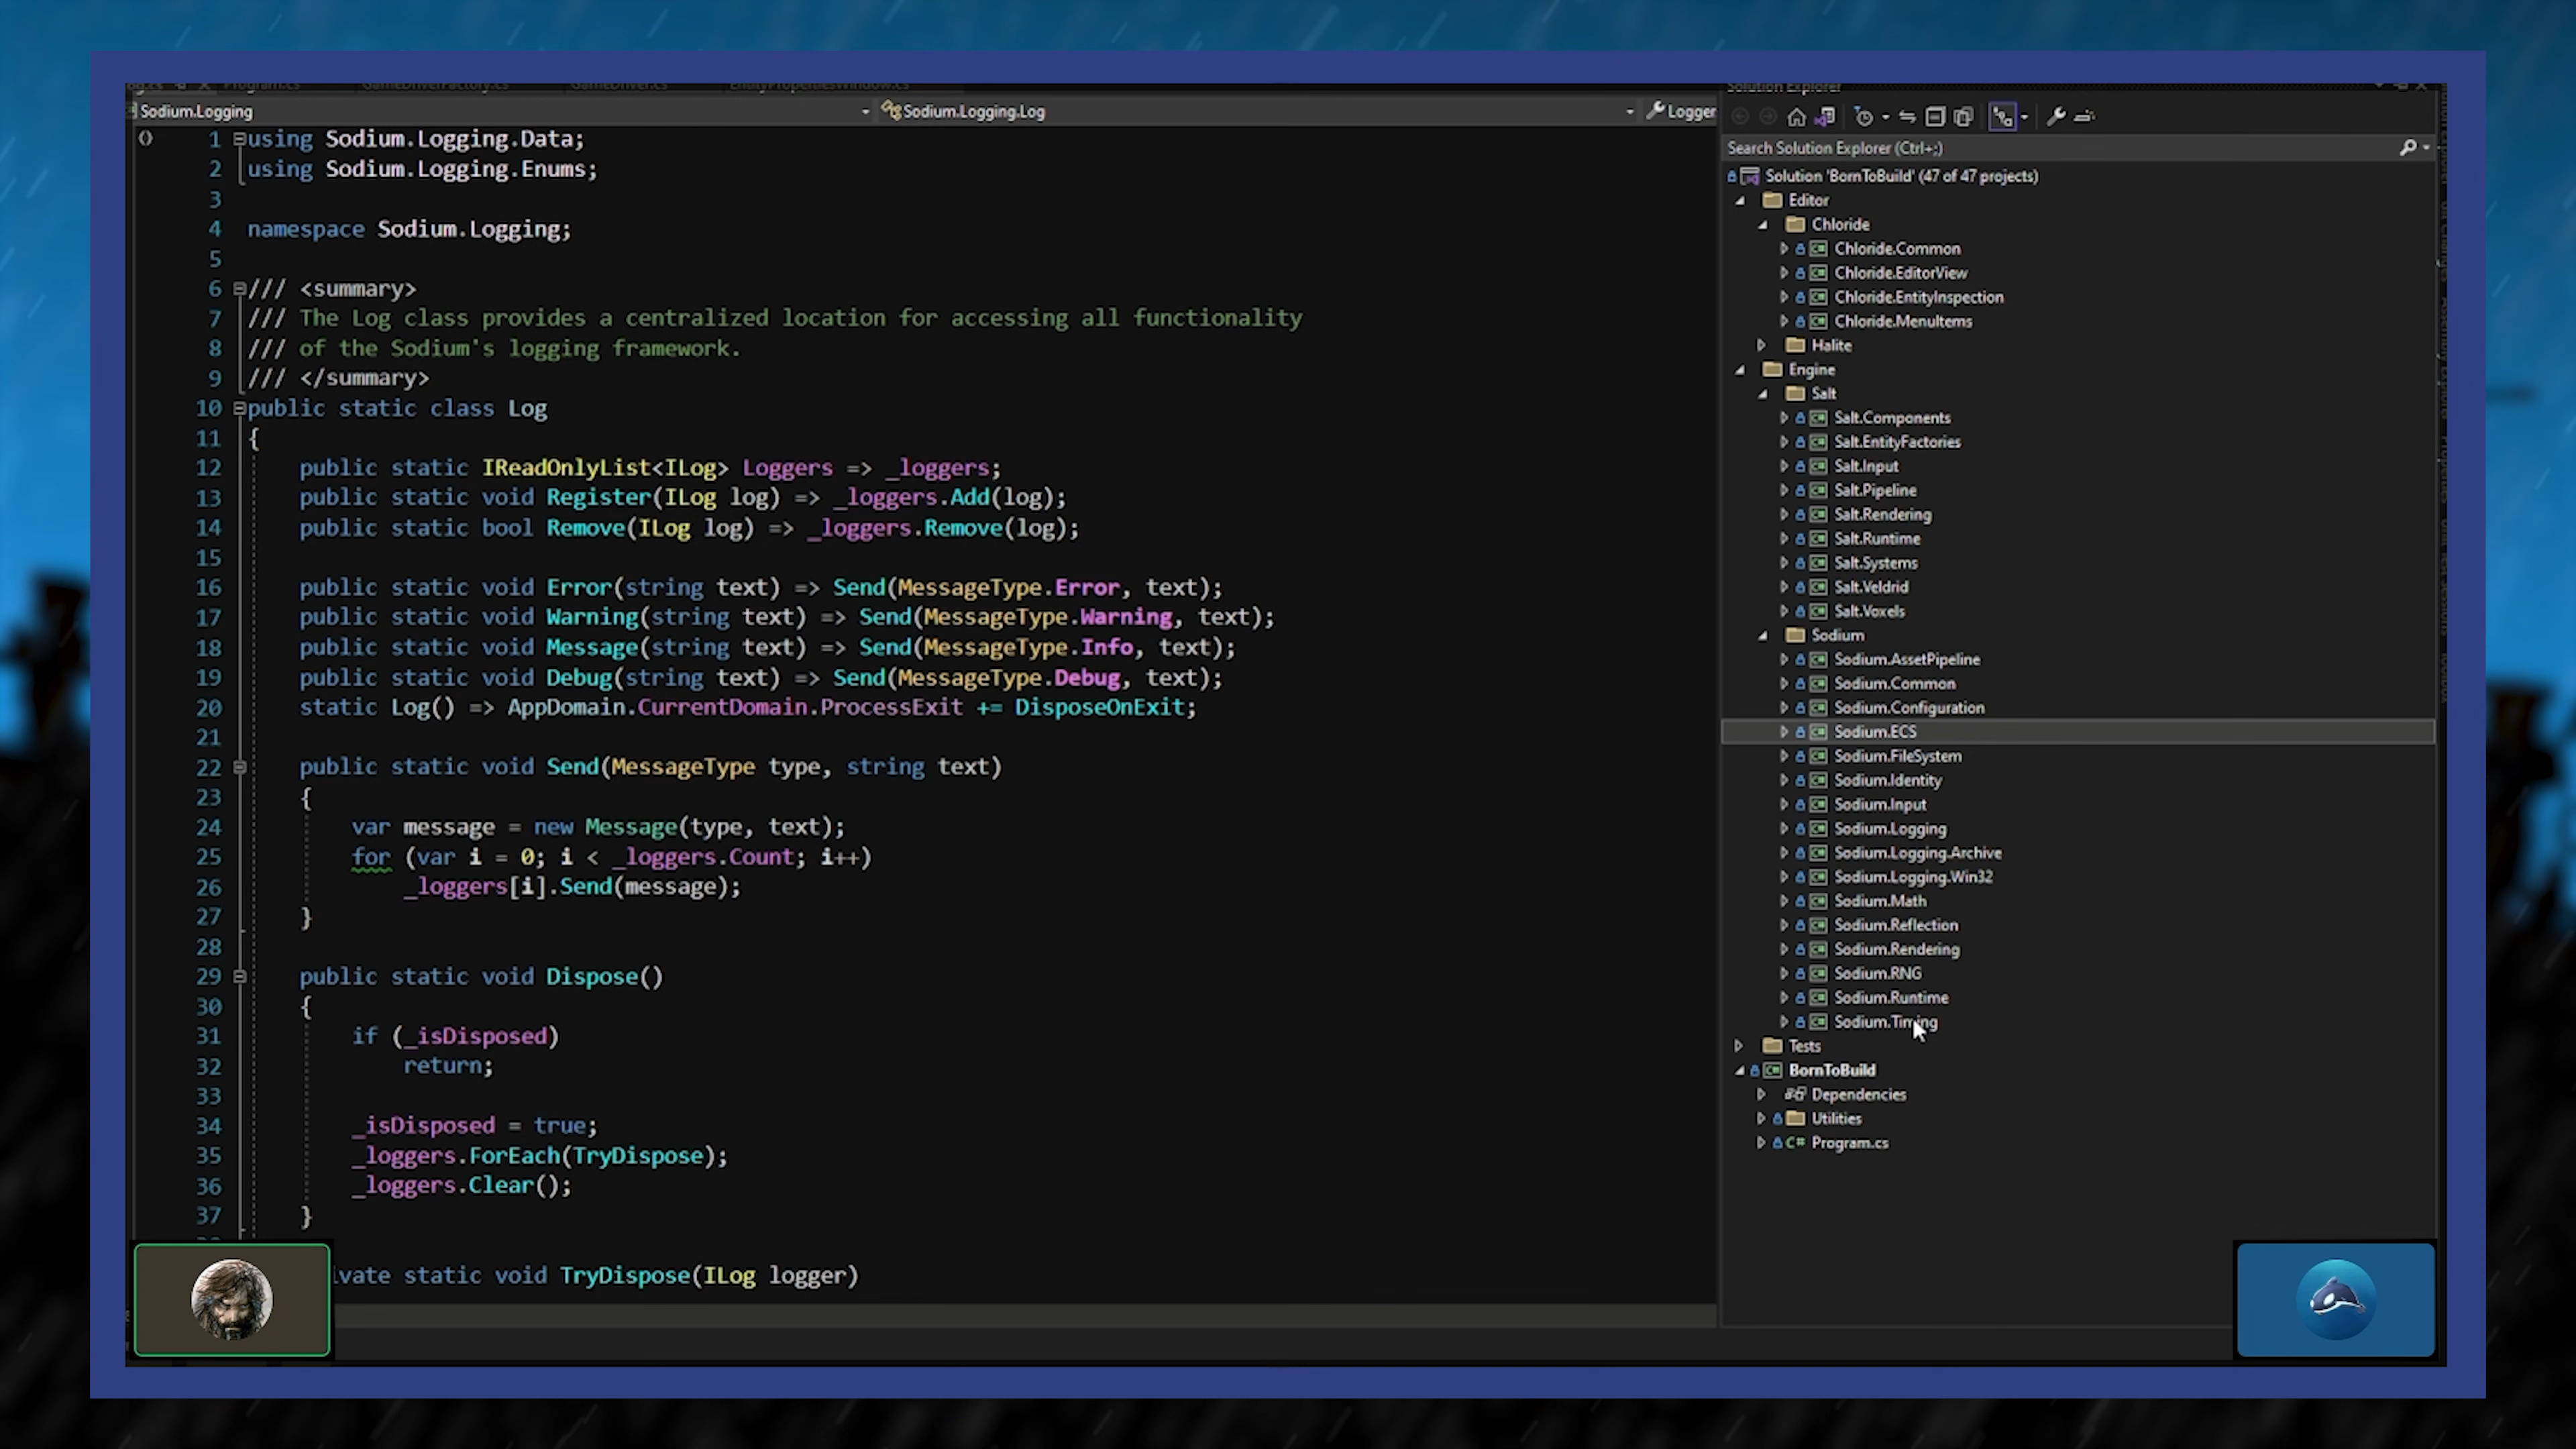 Program.cs GameDriverFactory.cs GameDriver.cs EntityPropertiesWindow.cs
Sodium.Logging Sodium.Logging.Log Logger
1 using Sodium.Logging.Data;
2 using Sodium.Logging.Enums;
3
4 namespace Sodium.Logging;
5
6 /// <summary>
7 /// The Log class provides a centralized location for accessing all functionality
8 /// of the Sodium's logging framework.
9 /// </summary>
10 public static class Log
11 {
12 public static IReadOnlyList<ILog> Loggers => _loggers;
13 public static void Register(ILog log) => _loggers.Add(log);
14 public static bool Remove(ILog log) => _loggers.Remove(log);
15
16 public static void Error(string text) => Send(MessageType.Error, text);
17 public static void Warning(string text) => Send(MessageType.Warning, text);
18 public static void Message(string text) => Send(MessageType.Info, text);
19 public static void Debug(string text) => Send(MessageType.Debug, text);
20 static Log() => AppDomain.CurrentDomain.ProcessExit += DisposeOnExit;
21
22 public static void Send(MessageType type, string text)
23 {
24 var message = new Message(type, text);
25 for (var i = 0; i < _loggers.Count; i++)
26 _loggers[i].Send(message);
27 }
28
29 public static void Dispose()
30 {
31 if (_isDisposed)
32 return;
33
34 _isDisposed = true;
35 _loggers.ForEach(TryDispose);
36 _loggers.Clear();
37 }
vate static void TryDispose(ILog logger)
Solution Explorer
Search Solution Explorer (Ctrl+;)
Solution 'BornToBuild' (47 of 47 projects)
Editor
Chloride
Chloride.Common
Chloride.EditorView
Chloride.EntityInspection
Chloride.MenuItems
Halite
Engine
Salt
Salt.Components
Salt.EntityFactories
Salt.Input
Salt.Pipeline
Salt.Rendering
Salt.Runtime
Salt.Systems
Salt.Veldrid
Salt.Voxels
Sodium
Sodium.AssetPipeline
Sodium.Common
Sodium.Configuration
Sodium.ECS
Sodium.FileSystem
Sodium.Identity
Sodium.Input
Sodium.Logging
Sodium.Logging.Archive
Sodium.Logging.Win32
Sodium.Math
Sodium.Reflection
Sodium.Rendering
Sodium.RNG
Sodium.Runtime
Sodium.Timing
Tests
BornToBuild
Dependencies
Utilities
C# Program.cs